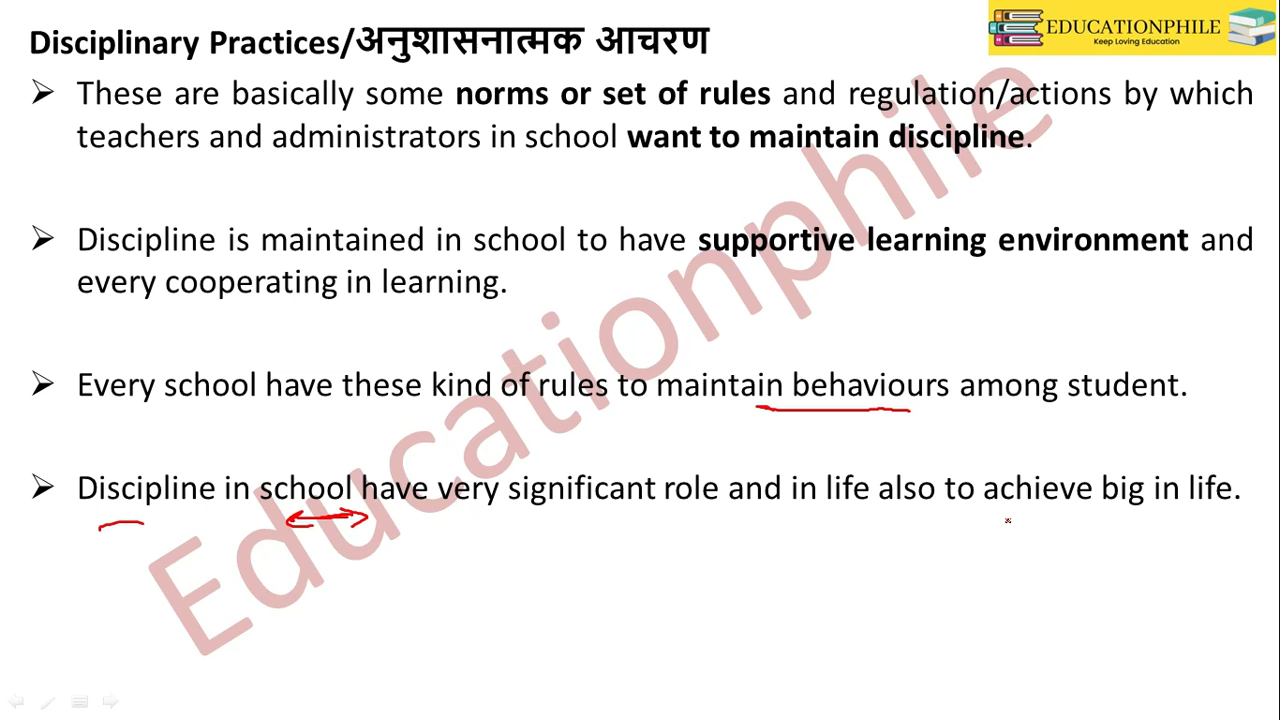 Disciplinary Practices/अनुशासनात्मक आचरण
EDUCATIONPHILE
Keep Loving Education
➢ These are basically some norms or set of rules and regulation/actions by which
teachers and administrators in school want to maintain discipline.
➢ Discipline is maintained in school to have supportive learning environment and
every cooperating in learning.
➢ Every school have these kind of rules to maintain behaviours among student.
➢ Discipline in school have very significant role and in life also to achieve big in life.
Educationphile